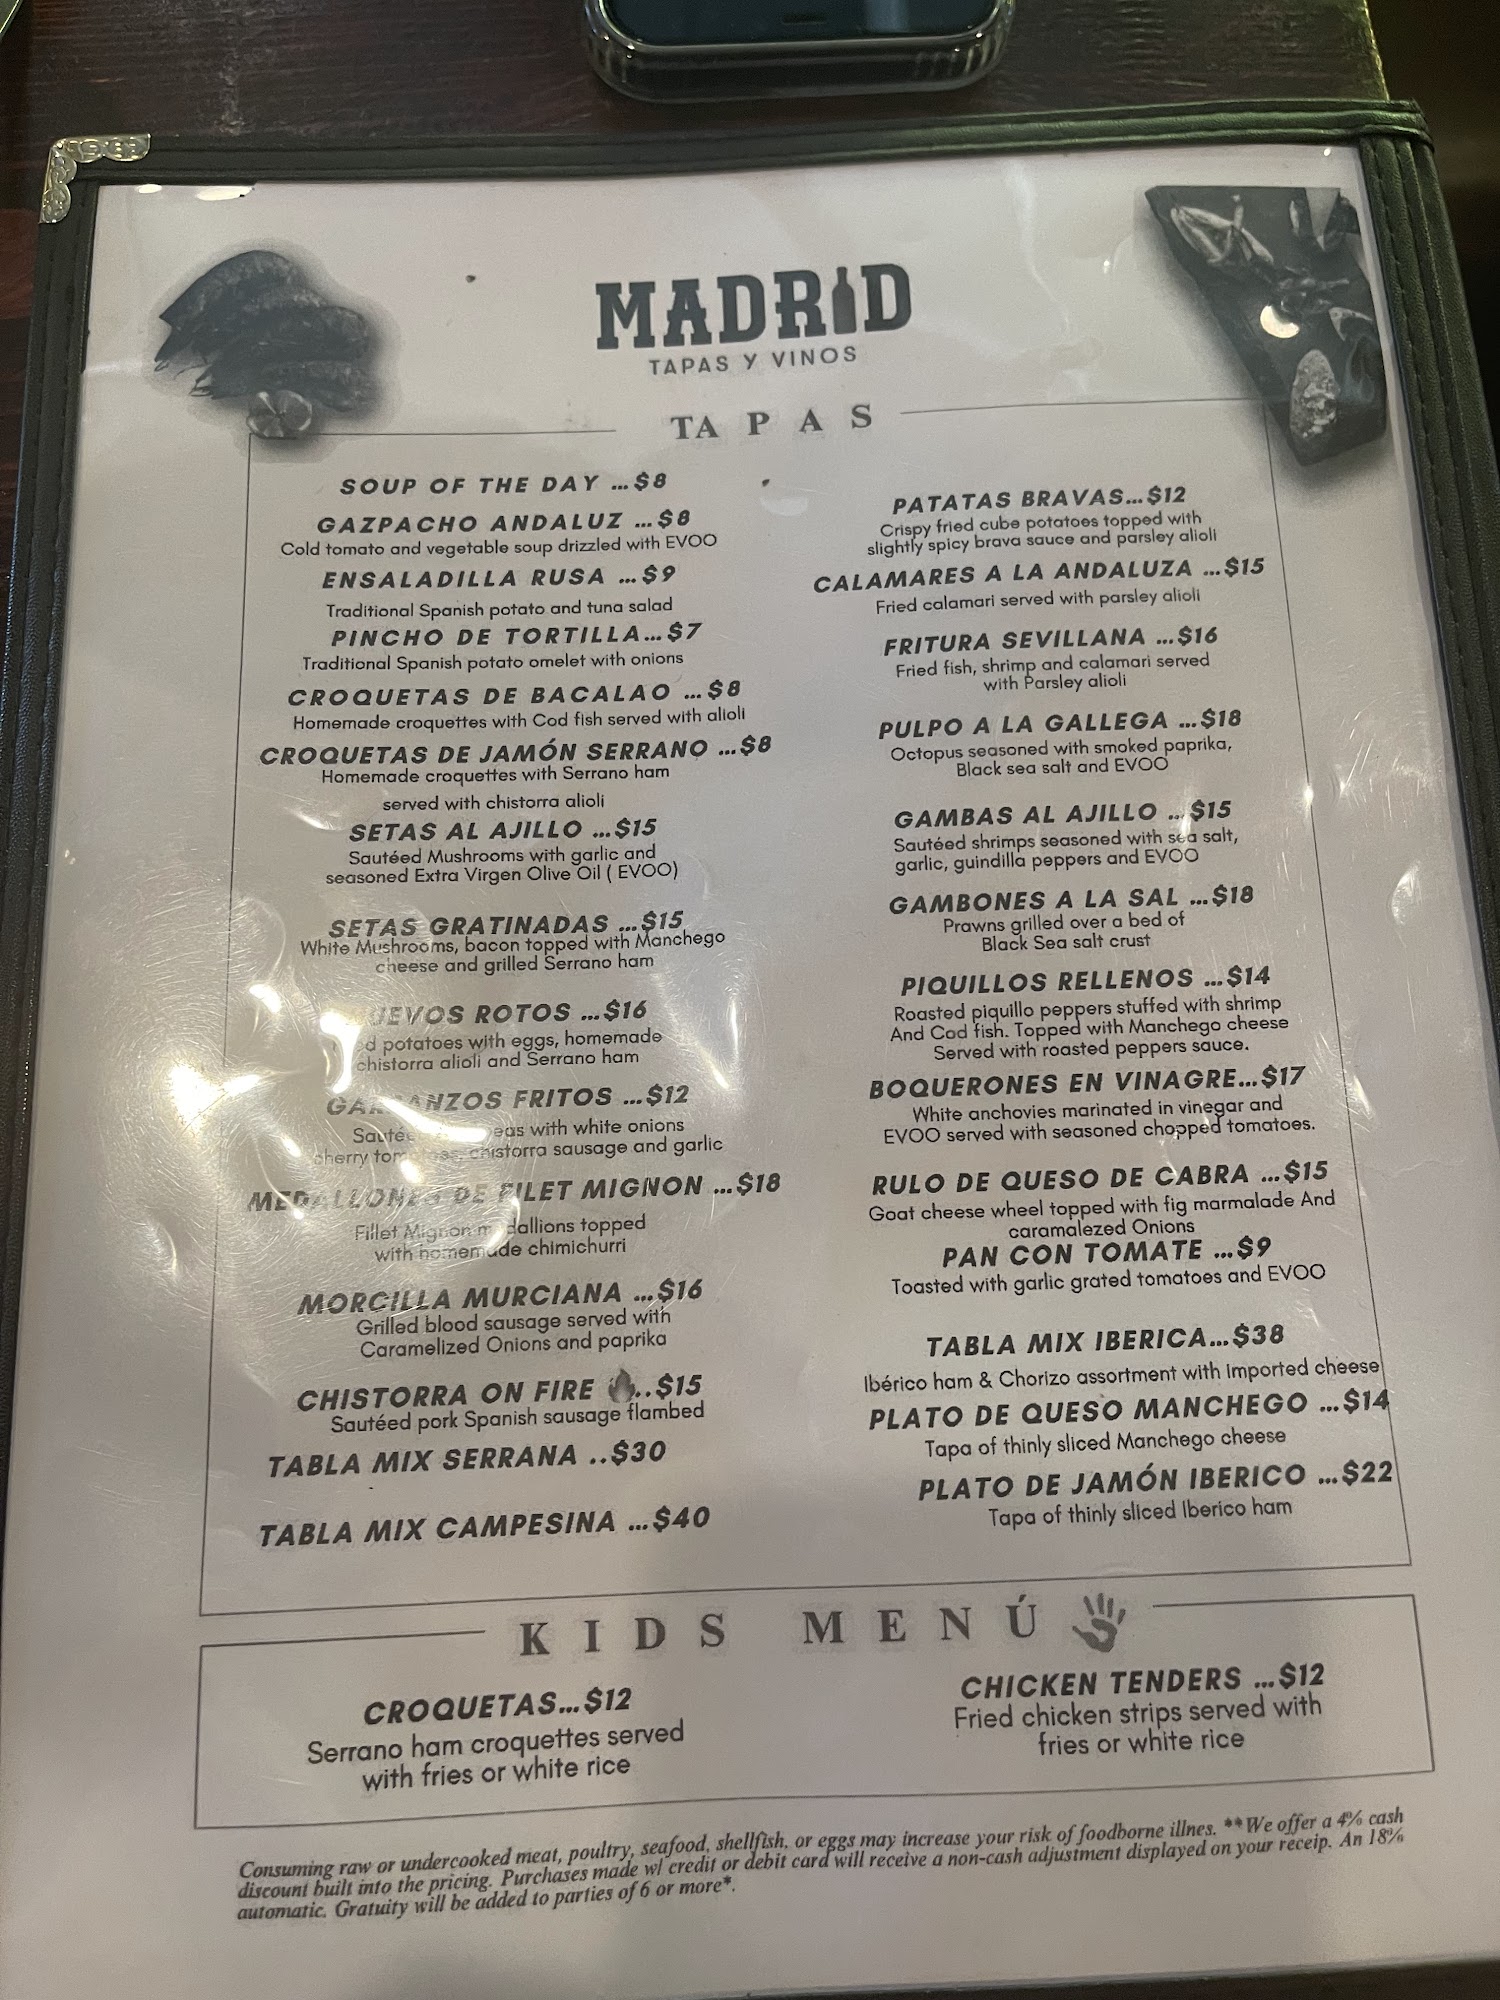 MADRID
TAPAS Y VINOS
TAPAS
SOUP OF THE DAY ...$8
GAZPACHO ANDALUZ ...$8
Cold tomato and vegetable soup drizzled with EVOO
ENSALADILLA RUSA ...$9
Traditional Spanish potato and tuna salad
PINCHO DE TORTILLA...$7
Traditional Spanish potato omelet with onions
CROQUETAS DE BACALAO ...$8
Homemade croquettes with Cod fish served with alioli
CROQUETAS DE JAMÓN SERRANO ...$8
Homemade croquettes with Serrano ham
served with chistorra alioli
SETAS AL AJILLO ...$15
Sautéed Mushrooms with garlic and
seasoned Extra Virgen Olive Oil ( EVOO)
SETAS GRATINADAS ...$15
White Mushrooms, bacon topped with Manchego
cheese and grilled Serrano ham
ROTOS ...$16
potatoes with eggs, homemade
chistorra alioli and Serrano ham
FRITOS ...$12
with white onions
cherry chistorra sausage and garlic
MEDALLONES DE FILET MIGNON ...$18
Fillet Mignon medallions topped
with homemade chimichurri
MORCILLA MURCIANA ...$16
Grilled blood sausage served with
Caramelized Onions and paprika
CHISTORRA ON FIRE ..$15
Sautéed pork Spanish sausage flambed
TABLA MIX SERRANA ..$30
TABLA MIX CAMPESINA ...$40
PATATAS BRAVAS...$12
Crispy fried cube potatoes topped with
slightly spicy brava sauce and parsley alioli
CALAMARES A LA ANDALUZA ...$15
Fried calamari served with parsley alioli
FRITURA SEVILLANA ...$16
Fried fish, shrimp and calamari served
with Parsley alioli
PULPO A LA GALLEGA ...$18
Octopus seasoned with smoked paprika,
Black sea salt and EVOO
GAMBAS AL AJILLO ...$15
Sautéed shrimps seasoned with sea salt,
garlic, guindilla peppers and EVOO
GAMBONES A LA SAL ...$18
Prawns grilled over a bed of
Black Sea salt crust
PIQUILLOS RELLENOS ...$14
Roasted piquillo peppers stuffed with shrimp
And Cod fish. Topped with Manchego cheese
Served with roasted peppers sauce.
BOQUERONES EN VINAGRE...$17
White anchovies marinated in vinegar and
EVOO served with seasoned chopped tomatoes.
RULO DE QUESO DE CABRA ...$15
Goat cheese wheel topped with fig marmalade And
caramalezed Onions
PAN CON TOMATE ...$9
Toasted with garlic grated tomatoes and EVOO
TABLA MIX IBERICA...$38
Ibérico ham & Chorizo assortment with Imported cheese
PLATO DE QUESO MANCHEGO ...$14
Tapa of thinly sliced Manchego cheese
PLATO DE JAMÓN IBERICO ...$22
Tapa of thinly sliced Iberico ham
KIDS MENÚ
CROQUETAS...$12
Serrano ham croquettes served
with fries or white rice
CHICKEN TENDERS ...$12
Fried chicken strips served with
fries or white rice
Consuming raw or undercooked meat, poultry, seafood, shellfish, or eggs may increase your risk of foodborne illnes. **We offer a 4% cash
discount built into the pricing. Purchases made w/ credit or debit card will receive a non-cash adjustment displayed on your receip. An 18%
automatic. Gratuity will be added to parties of 6 or more*.